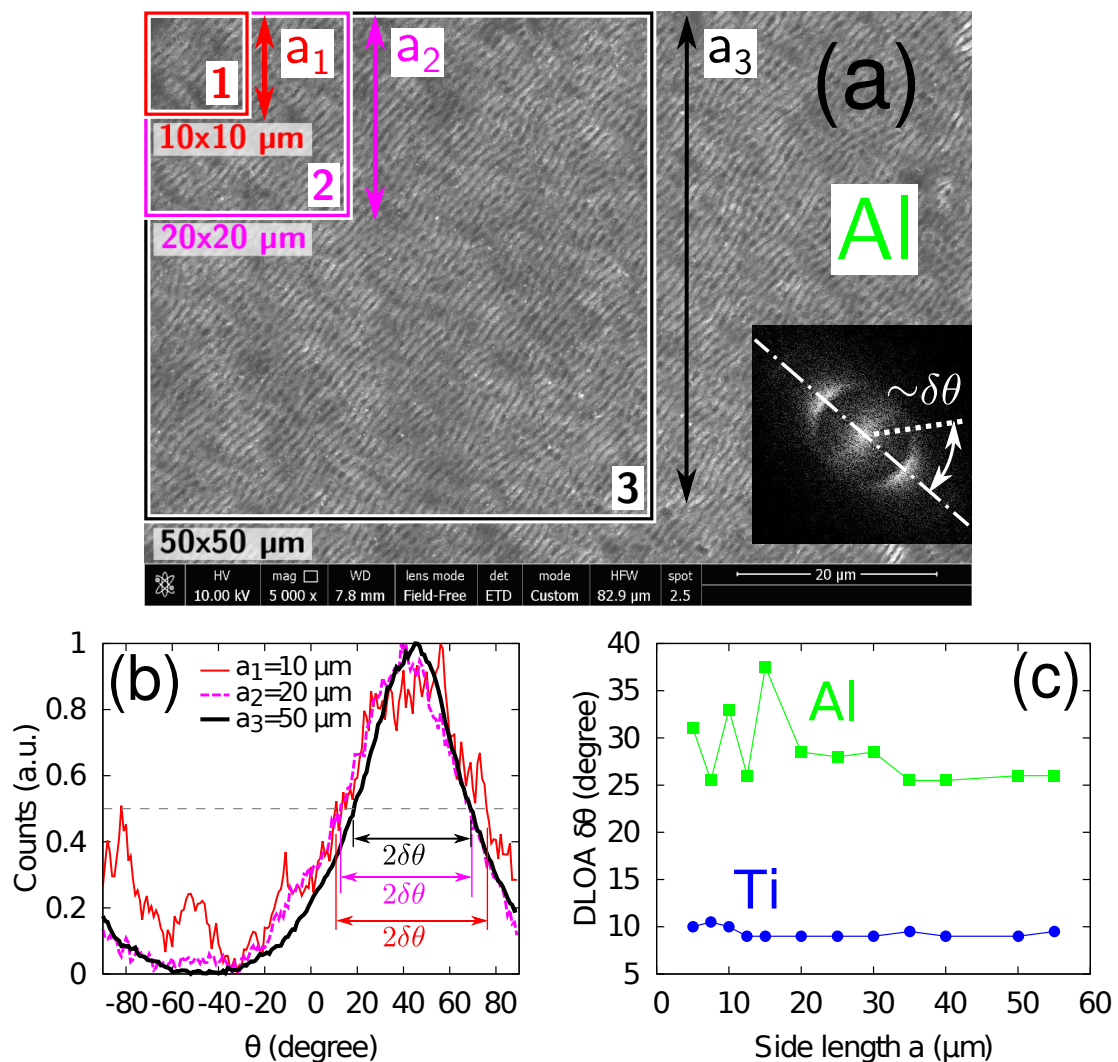 1
a₁
a₂
a₃
(a)
10x10 µm
2
20x20 µm
Al
~δθ
3
50x50 µm
HV mag □ WD lens mode det mode HFW spot
10.00 kV 5 000 x 7.8 mm Field-Free ETD Custom 82.9 µm 2.5
20 µm
(b)
a₁=10 µm
a₂=20 µm
a₃=50 µm
2δθ
2δθ
2δθ
Counts (a.u.)
1
0.8
0.6
0.4
0.2
0
-80 -60 -40 -20 0 20 40 60 80
θ (degree)
(c)
Al
Ti
DLOA δθ (degree)
40
35
30
25
20
15
10
5
0 10 20 30 40 50 60
Side length a (µm)